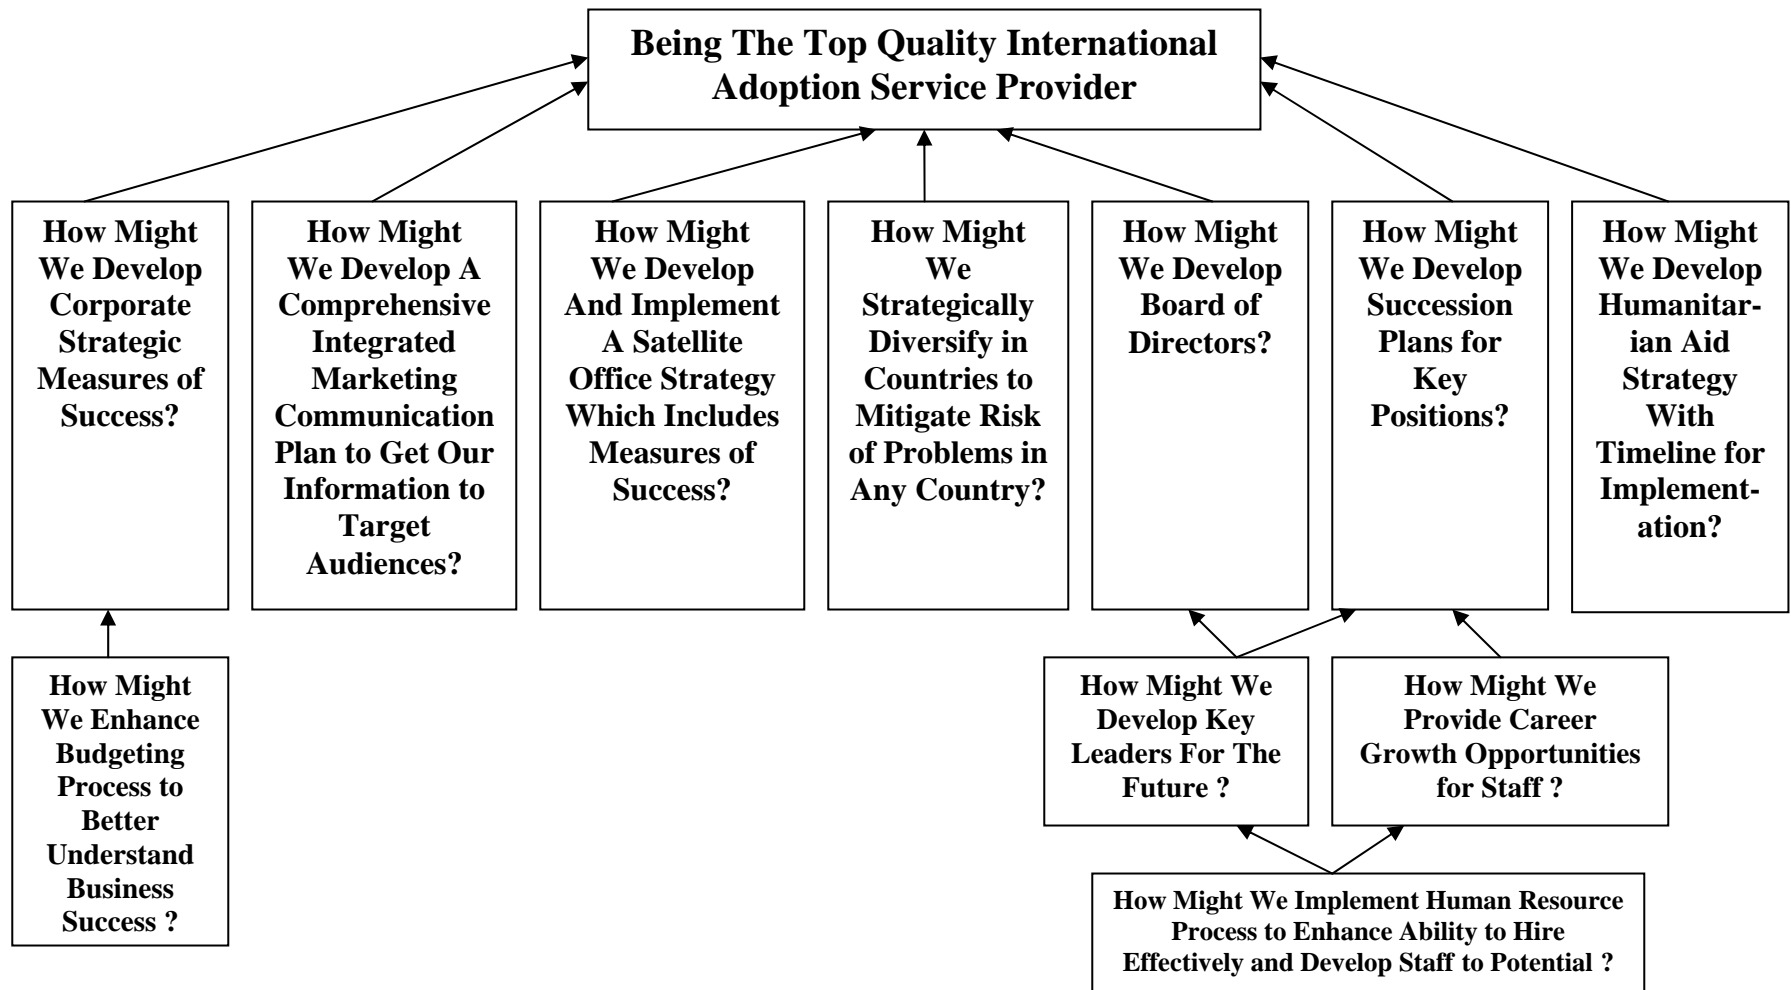 Being The Top Quality International
Adoption Service Provider
How Might
We Develop
Corporate
Strategic
Measures of
Success?
How Might
We Develop A
Comprehensive
Integrated
Marketing
Communication
Plan to Get Our
Information to
Target
Audiences?
How Might
We Develop
And Implement
A Satellite
Office Strategy
Which Includes
Measures of
Success?
How Might
We
Strategically
Diversify in
Countries to
Mitigate Risk
of Problems in
Any Country?
How Might
We Develop
Board of
Directors?
How Might
We Develop
Succession
Plans for
Key
Positions?
How Might
We Develop
Humanitar-
ian Aid
Strategy
With
Timeline for
Implement-
ation?
How Might
We Enhance
Budgeting
Process to
Better
Understand
Business
Success ?
How Might We
Develop Key
Leaders For The
Future ?
How Might We
Provide Career
Growth Opportunities
for Staff ?
How Might We Implement Human Resource
Process to Enhance Ability to Hire
Effectively and Develop Staff to Potential ?